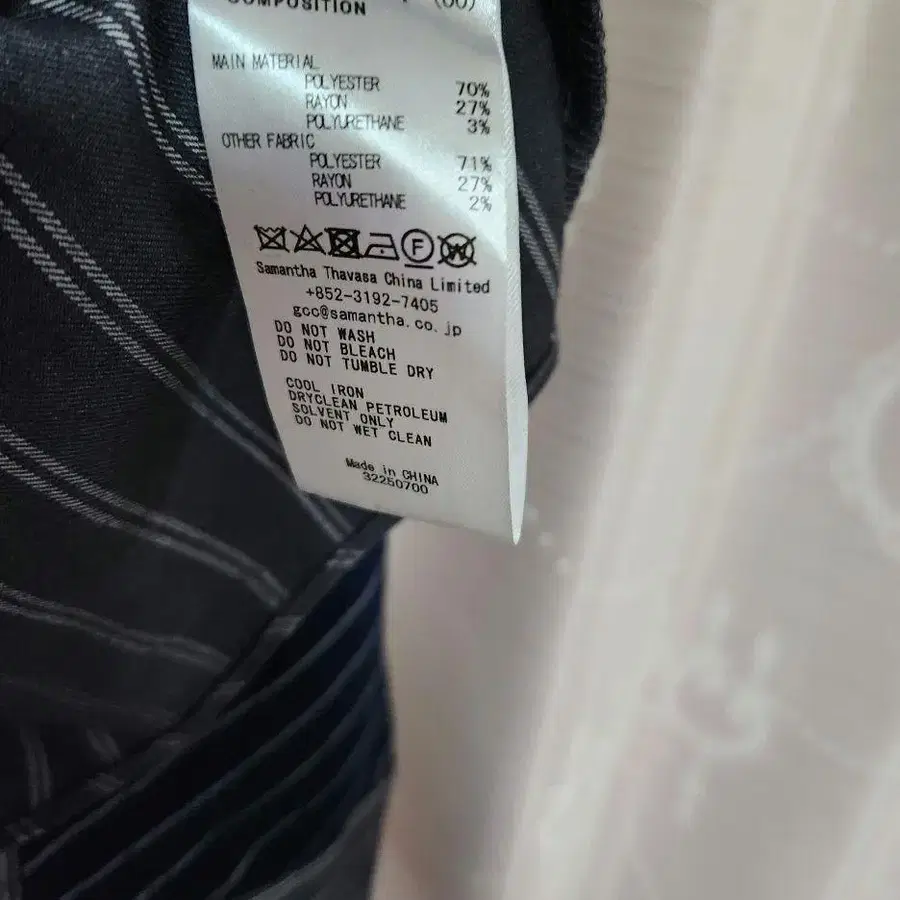 COMPOSITION
MAIN MATERIAL
POLYESTER 70%
RAYON 27%
POLYURETHANE 3%
OTHER FABRIC
POLYESTER 71%
RAYON 27%
POLYURETHANE 2%
F W
Samantha Thavasa China Limited
+852-3192-7405
gcc@samantha.co.jp
DO NOT WASH
DO NOT BLEACH
DO NOT TUMBLE DRY
COOL IRON
DRYCLEAN PETROLEUM
SOLVENT ONLY
DO NOT WET CLEAN
Made in CHINA
32250700